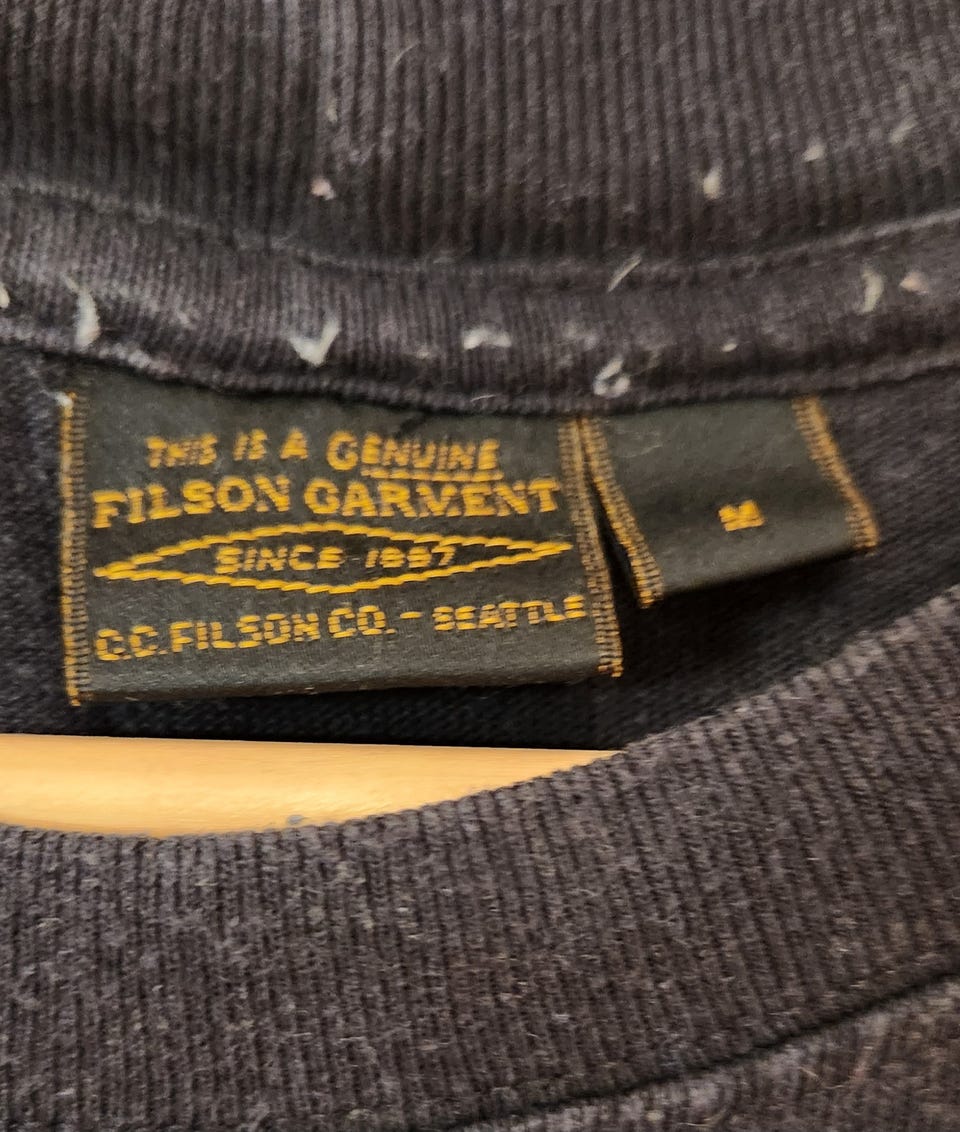 THIS IS A GENUINE
FILSON GARMENT
SINCE 1897
C.C. FILSON CO. - SEATTLE
M